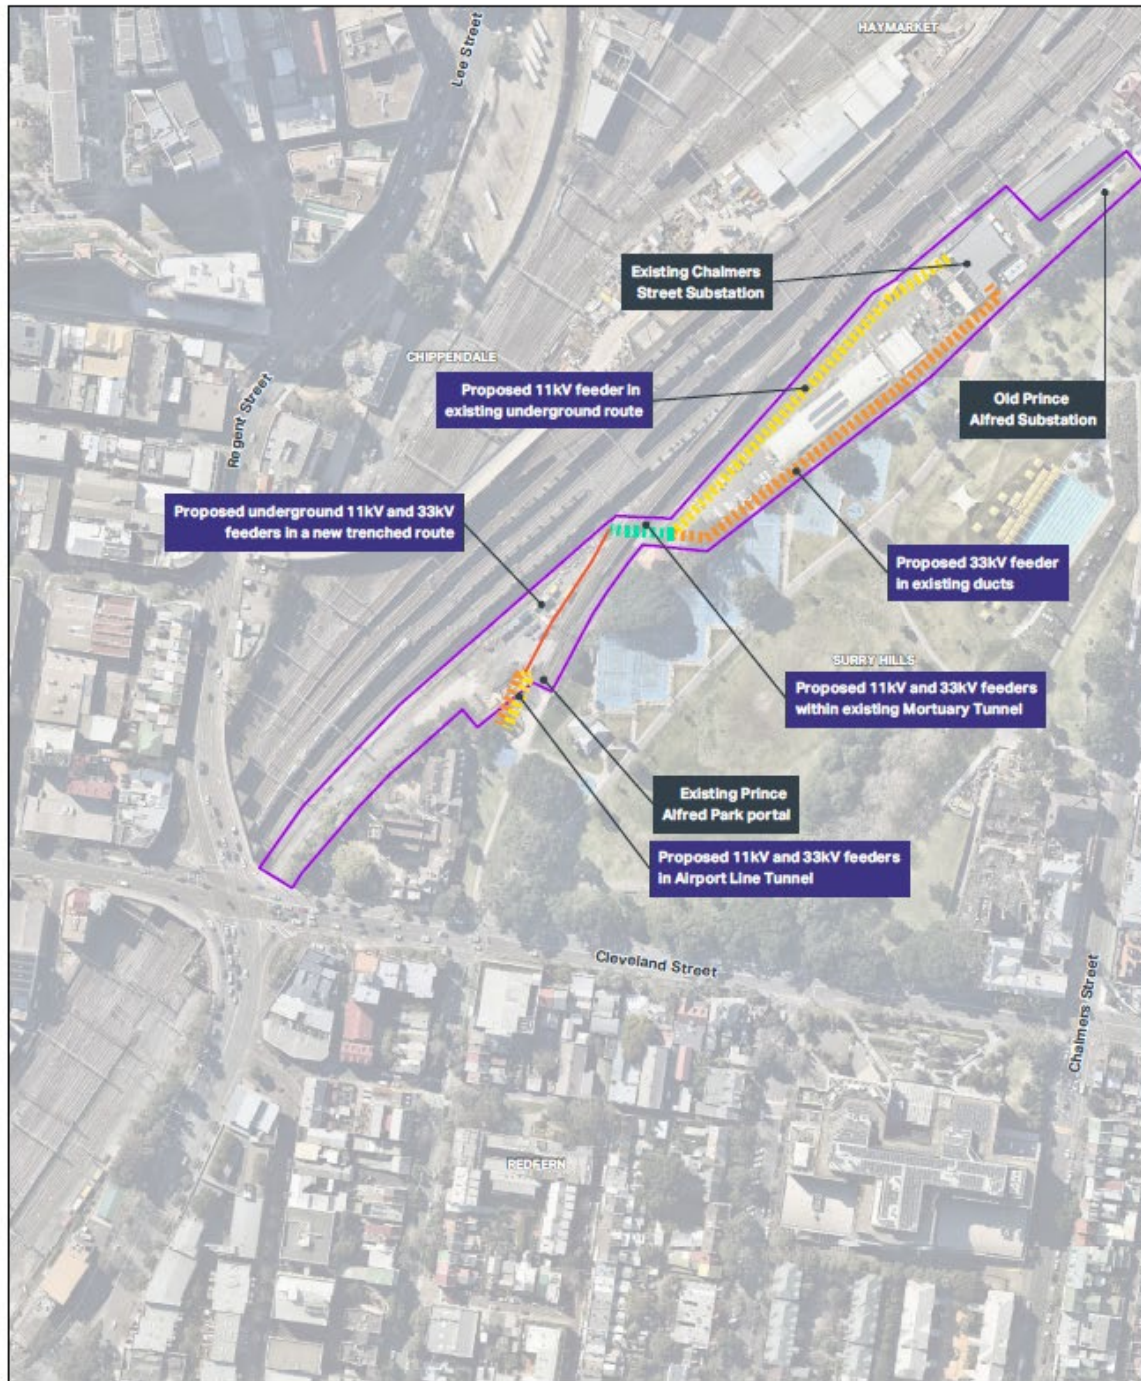 HAYMARKET
Lee Street
Existing Chalmers
Street Substation
CHIPPENDALE
Proposed 11kV feeder in
existing underground route
Old Prince
Alfred Substation
Regent Street
Proposed underground 11kV and 33kV
feeders in a new trenched route
Proposed 33kV feeder
in existing ducts
SURRY HILLS
Proposed 11kV and 33kV feeders
within existing Mortuary Tunnel
Existing Prince
Alfred Park portal
Proposed 11kV and 33kV feeders
in Airport Line Tunnel
Cleveland Street
Chalmers Street
REDFERN